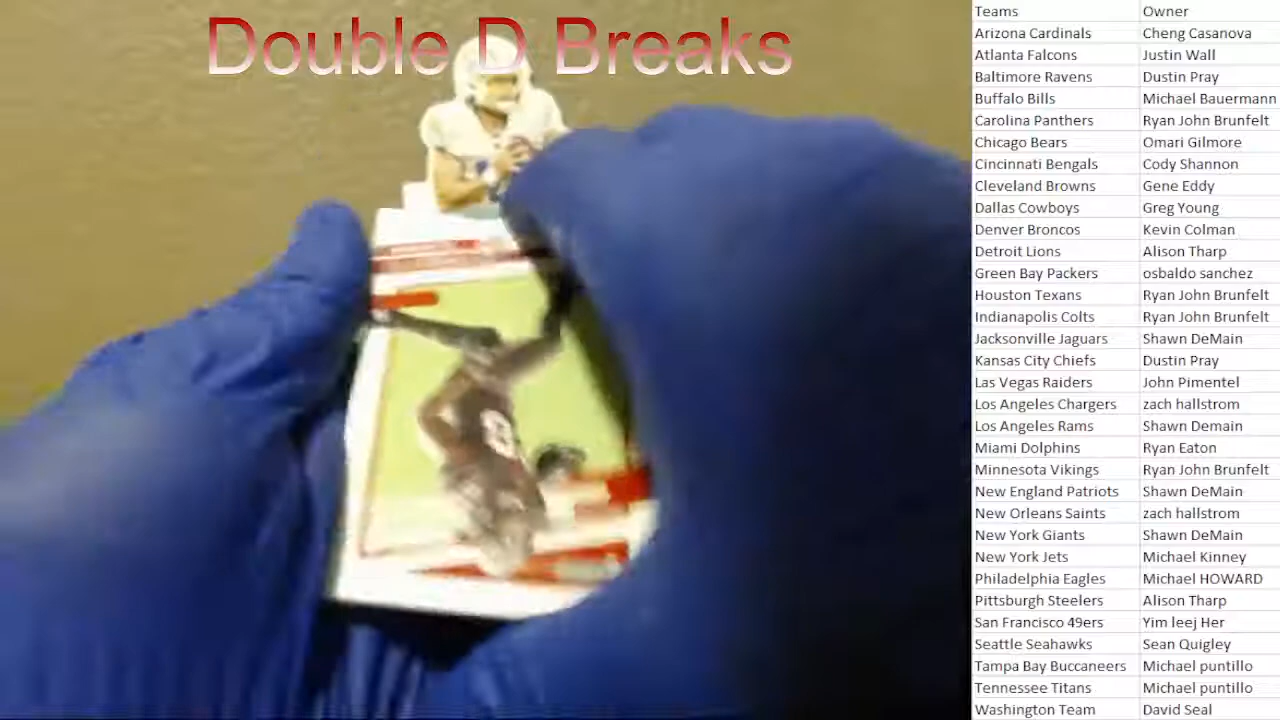 Double D Breaks
Teams Owner
Arizona Cardinals Cheng Casanova
Atlanta Falcons Justin Wall
Baltimore Ravens Dustin Pray
Buffalo Bills Michael Bauermann
Carolina Panthers Ryan John Brunfelt
Chicago Bears Omari Gilmore
Cincinnati Bengals Cody Shannon
Cleveland Browns Gene Eddy
Dallas Cowboys Greg Young
Denver Broncos Kevin Colman
Detroit Lions Alison Tharp
Green Bay Packers osbaldo sanchez
Houston Texans Ryan John Brunfelt
Indianapolis Colts Ryan John Brunfelt
Jacksonville Jaguars Shawn DeMain
Kansas City Chiefs Dustin Pray
Las Vegas Raiders John Pimentel
Los Angeles Chargers zach hallstrom
Los Angeles Rams Shawn Demain
Miami Dolphins Ryan Eaton
Minnesota Vikings Ryan John Brunfelt
New England Patriots Shawn DeMain
New Orleans Saints zach hallstrom
New York Giants Shawn DeMain
New York Jets Michael Kinney
Philadelphia Eagles Michael HOWARD
Pittsburgh Steelers Alison Tharp
San Francisco 49ers Yim leej Her
Seattle Seahawks Sean Quigley
Tampa Bay Buccaneers Michael puntillo
Tennessee Titans Michael puntillo
Washington Team David Seal